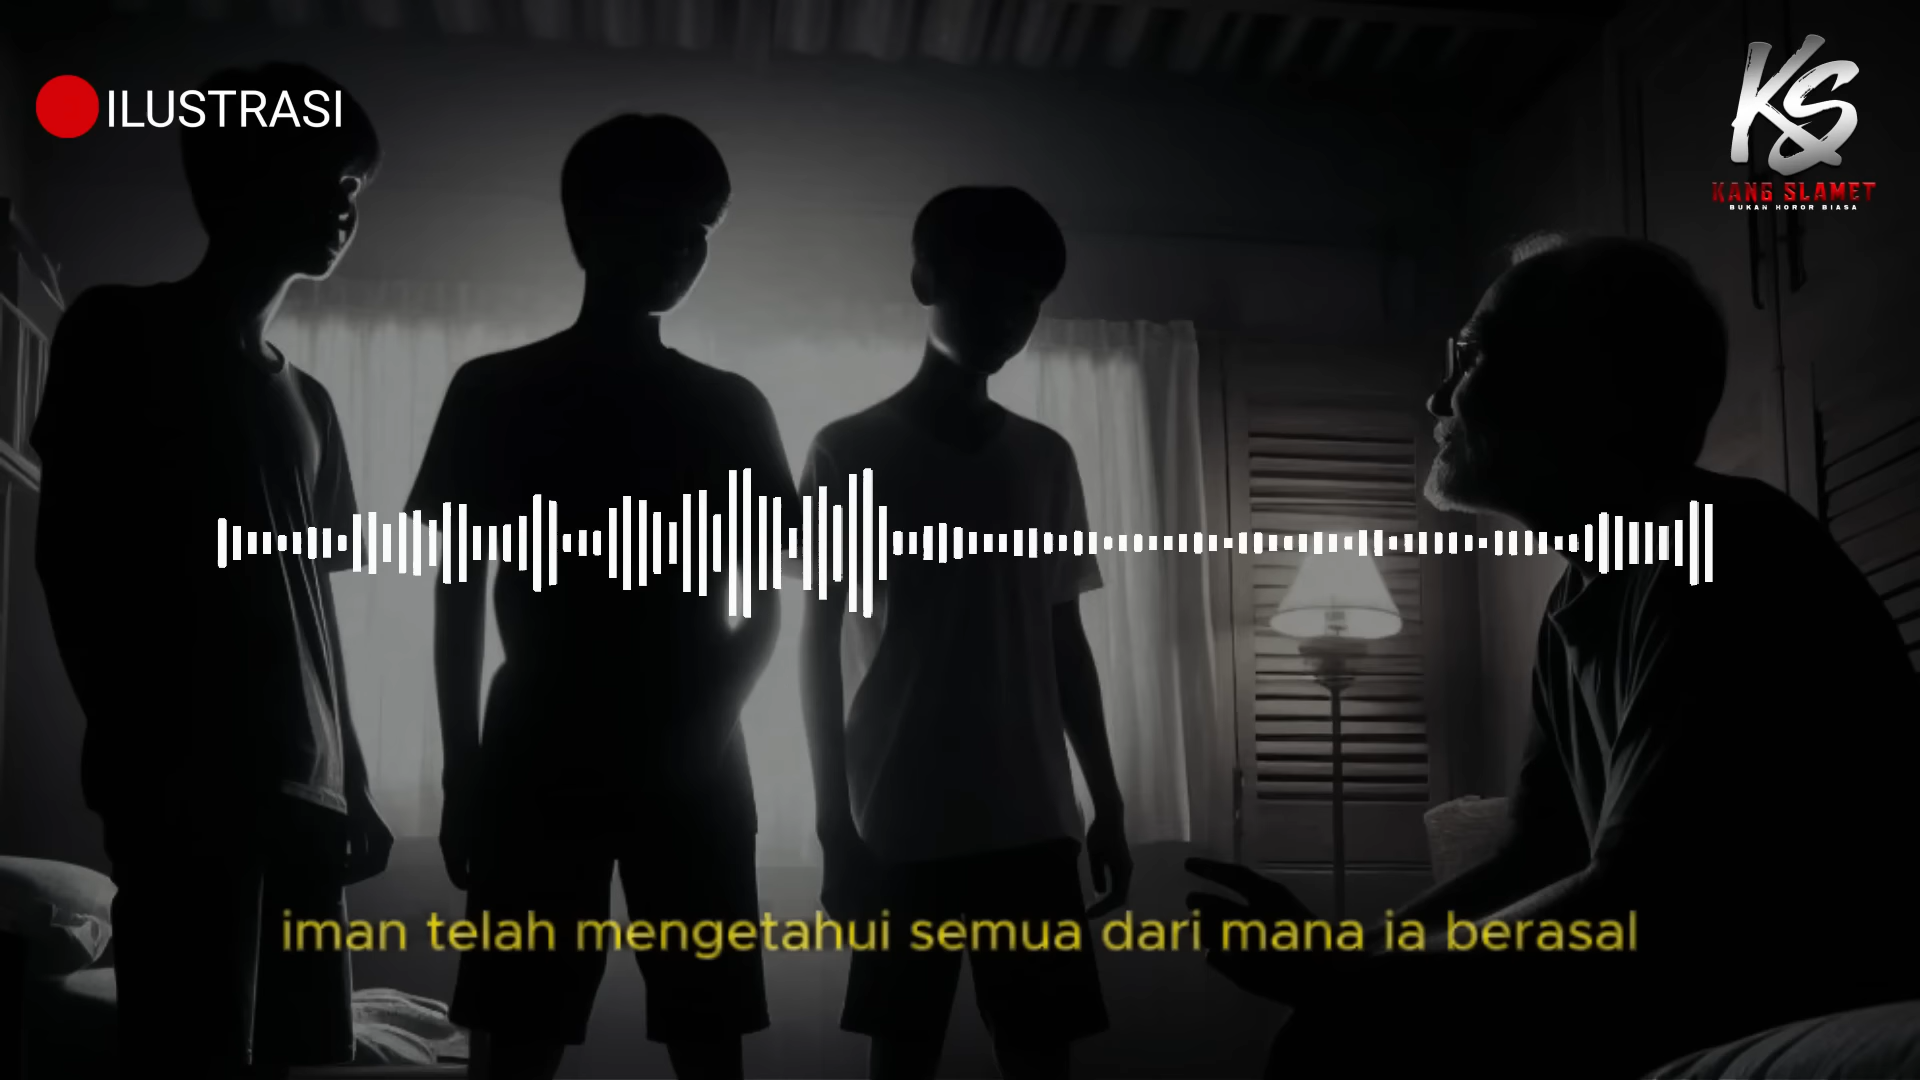 ILUSTRASI
KS
KANG SLAMET
BUKAN HOROR BIASA
iman telah mengetahui semua dari mana ia berasal